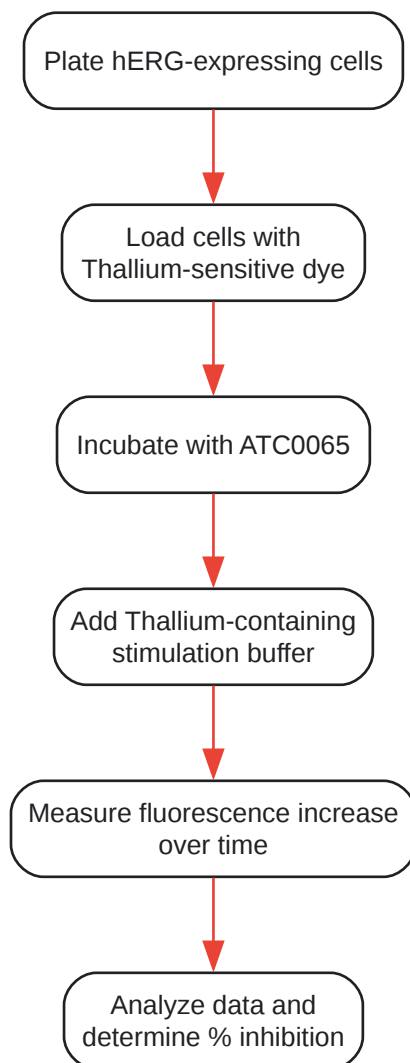 Plate hERG-expressing cells
Load cells with
Thallium-sensitive dye
Incubate with ATC0065
Add Thallium-containing
stimulation buffer
Measure fluorescence increase
over time
Analyze data and
determine % inhibition